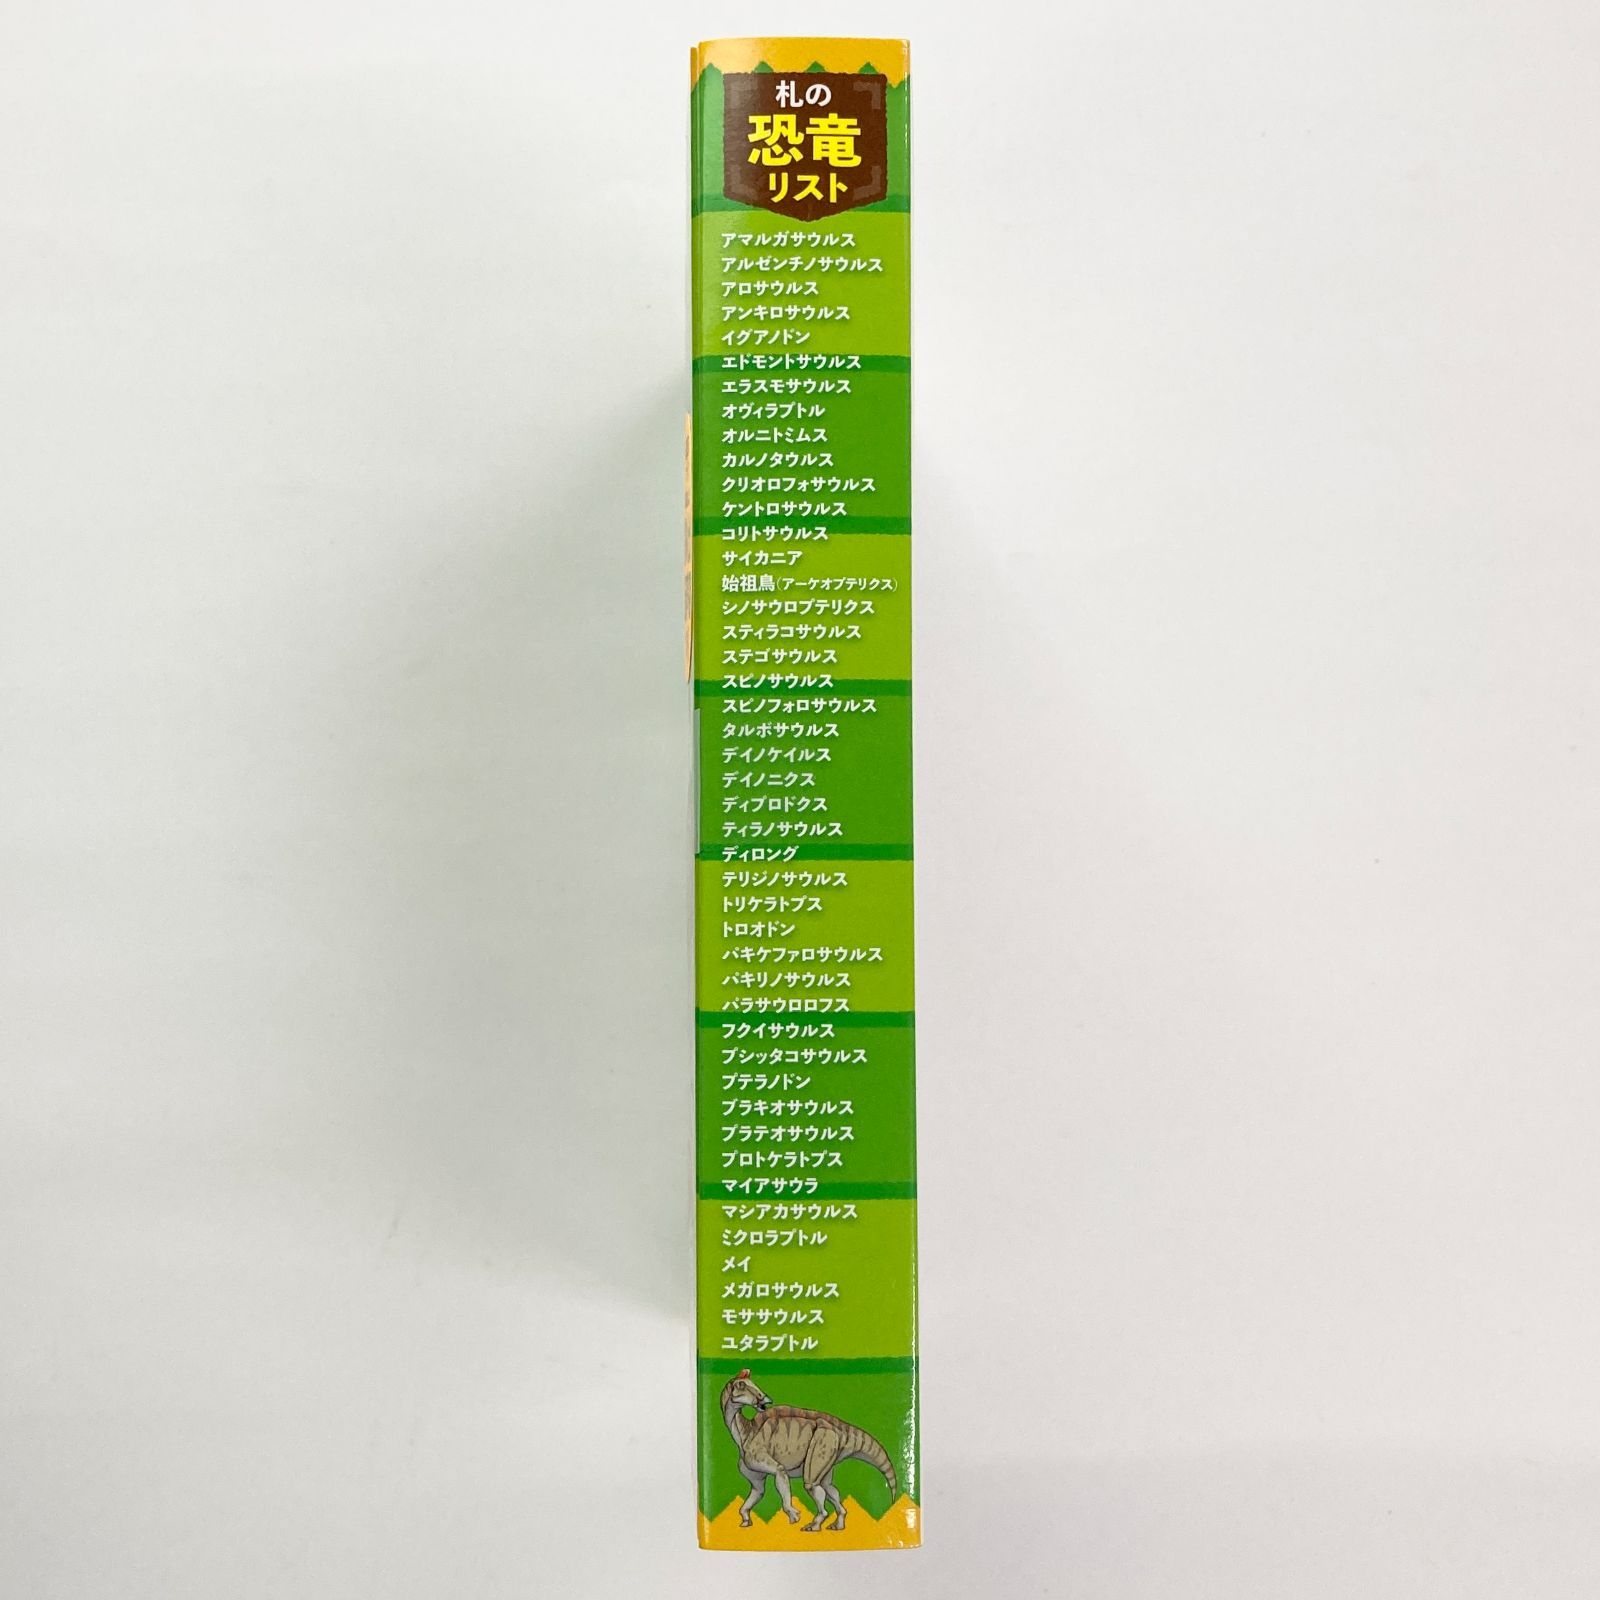 札の
恐竜
リスト
アマルガサウルス
アルゼンチノサウルス
アロサウルス
アンキロサウルス
イグアノドン
エドモントサウルス
エラスモサウルス
オヴィラプトル
オルニトミムス
カルノタウルス
クリオロフォサウルス
ケントロサウルス
コリトサウルス
サイカニア
始祖鳥(アーケオプテリクス)
シノサウロプテリクス
スティラコサウルス
ステゴサウルス
スピノサウルス
スピノフォロサウルス
タルボサウルス
デイノケイルス
デイノニクス
ディプロドクス
ティラノサウルス
ディロング
テリジノサウルス
トリケラトプス
トロオドン
パキケファロサウルス
パキリノサウルス
パラサウロロフス
フクイサウルス
プシッタコサウルス
プテラノドン
ブラキオサウルス
プラテオサウルス
プロトケラトプス
マイアサウラ
マシアカサウルス
ミクロラプトル
メイ
メガロサウルス
モササウルス
ユタラプトル